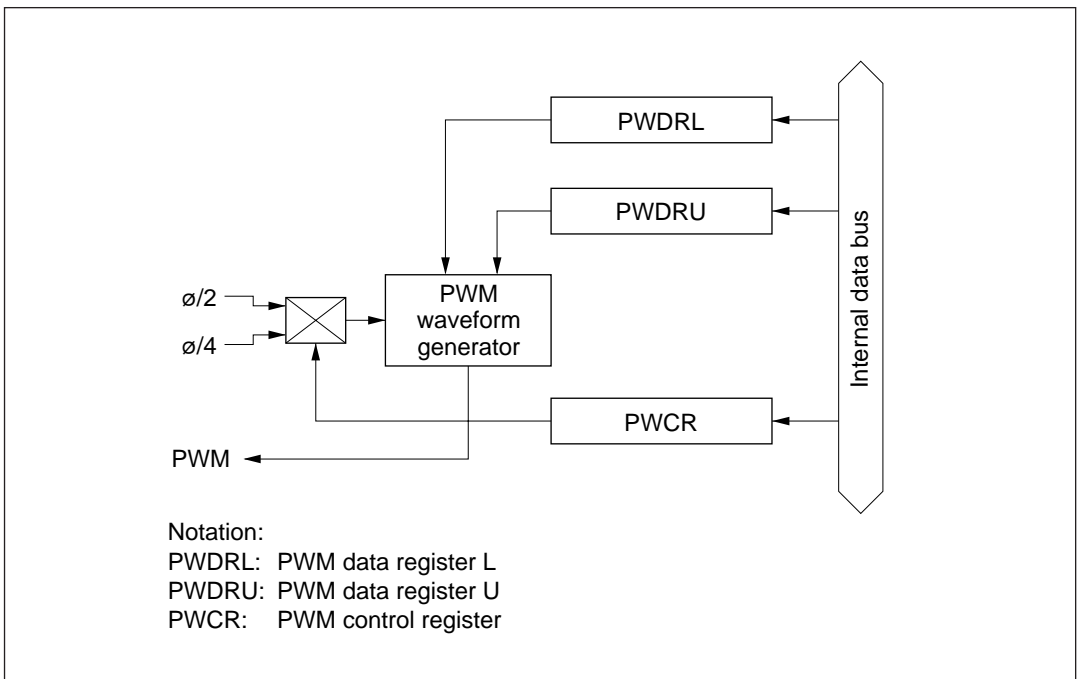 PWDRL
PWDRU
ø/2
ø/4
PWM
waveform
generator
PWCR
PWM
Internal data bus
Notation:
PWDRL: PWM data register L
PWDRU: PWM data register U
PWCR: PWM control register